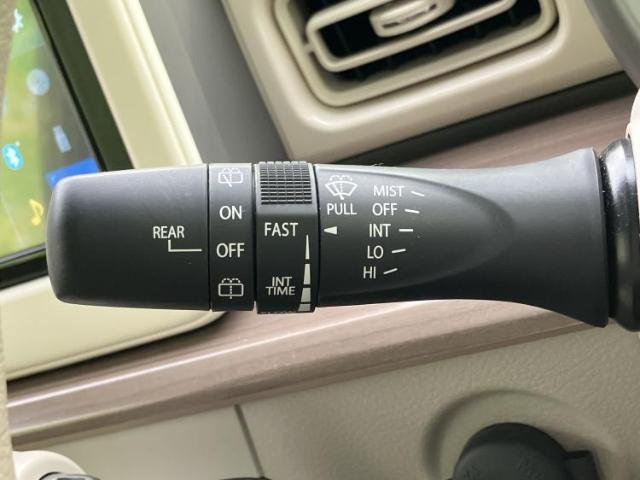 REAR
ON
OFF
FAST
INT
TIME
PULL
MIST
OFF
INT
LO
HI